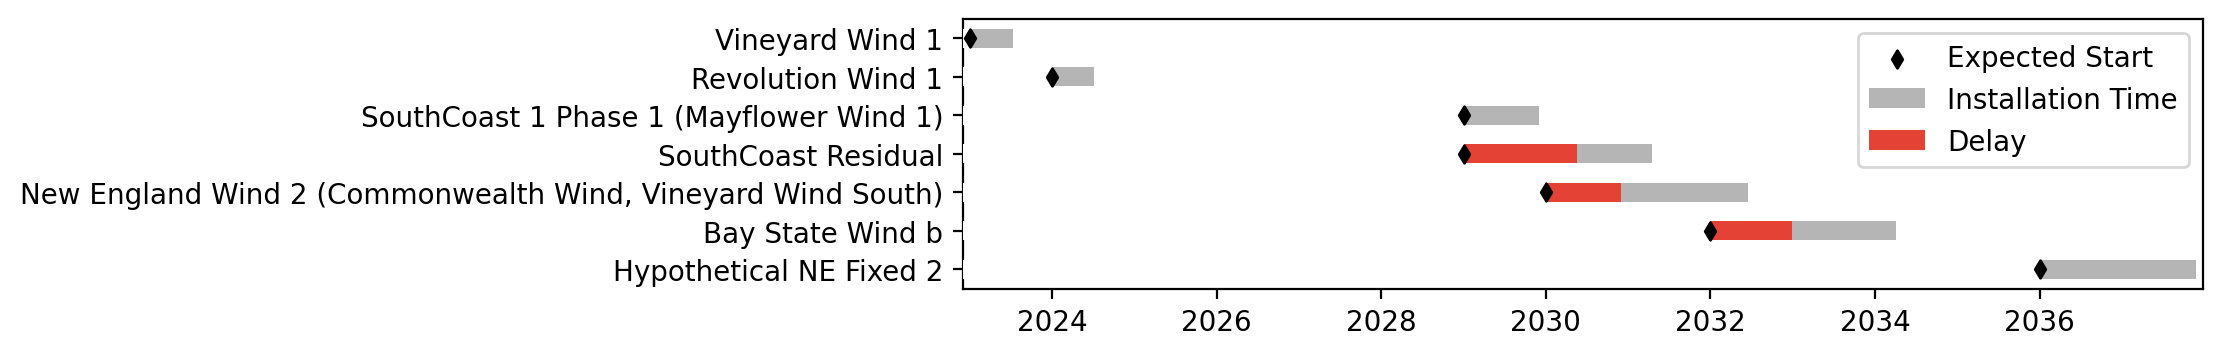 Vineyard Wind 1
Revolution Wind 1
SouthCoast 1 Phase 1 (Mayflower Wind 1)
SouthCoast Residual
New England Wind 2 (Commonwealth Wind, Vineyard Wind South)
Bay State Wind b
Hypothetical NE Fixed 2
Expected Start
Installation Time
Delay
2024 2026 2028 2030 2032 2034 2036